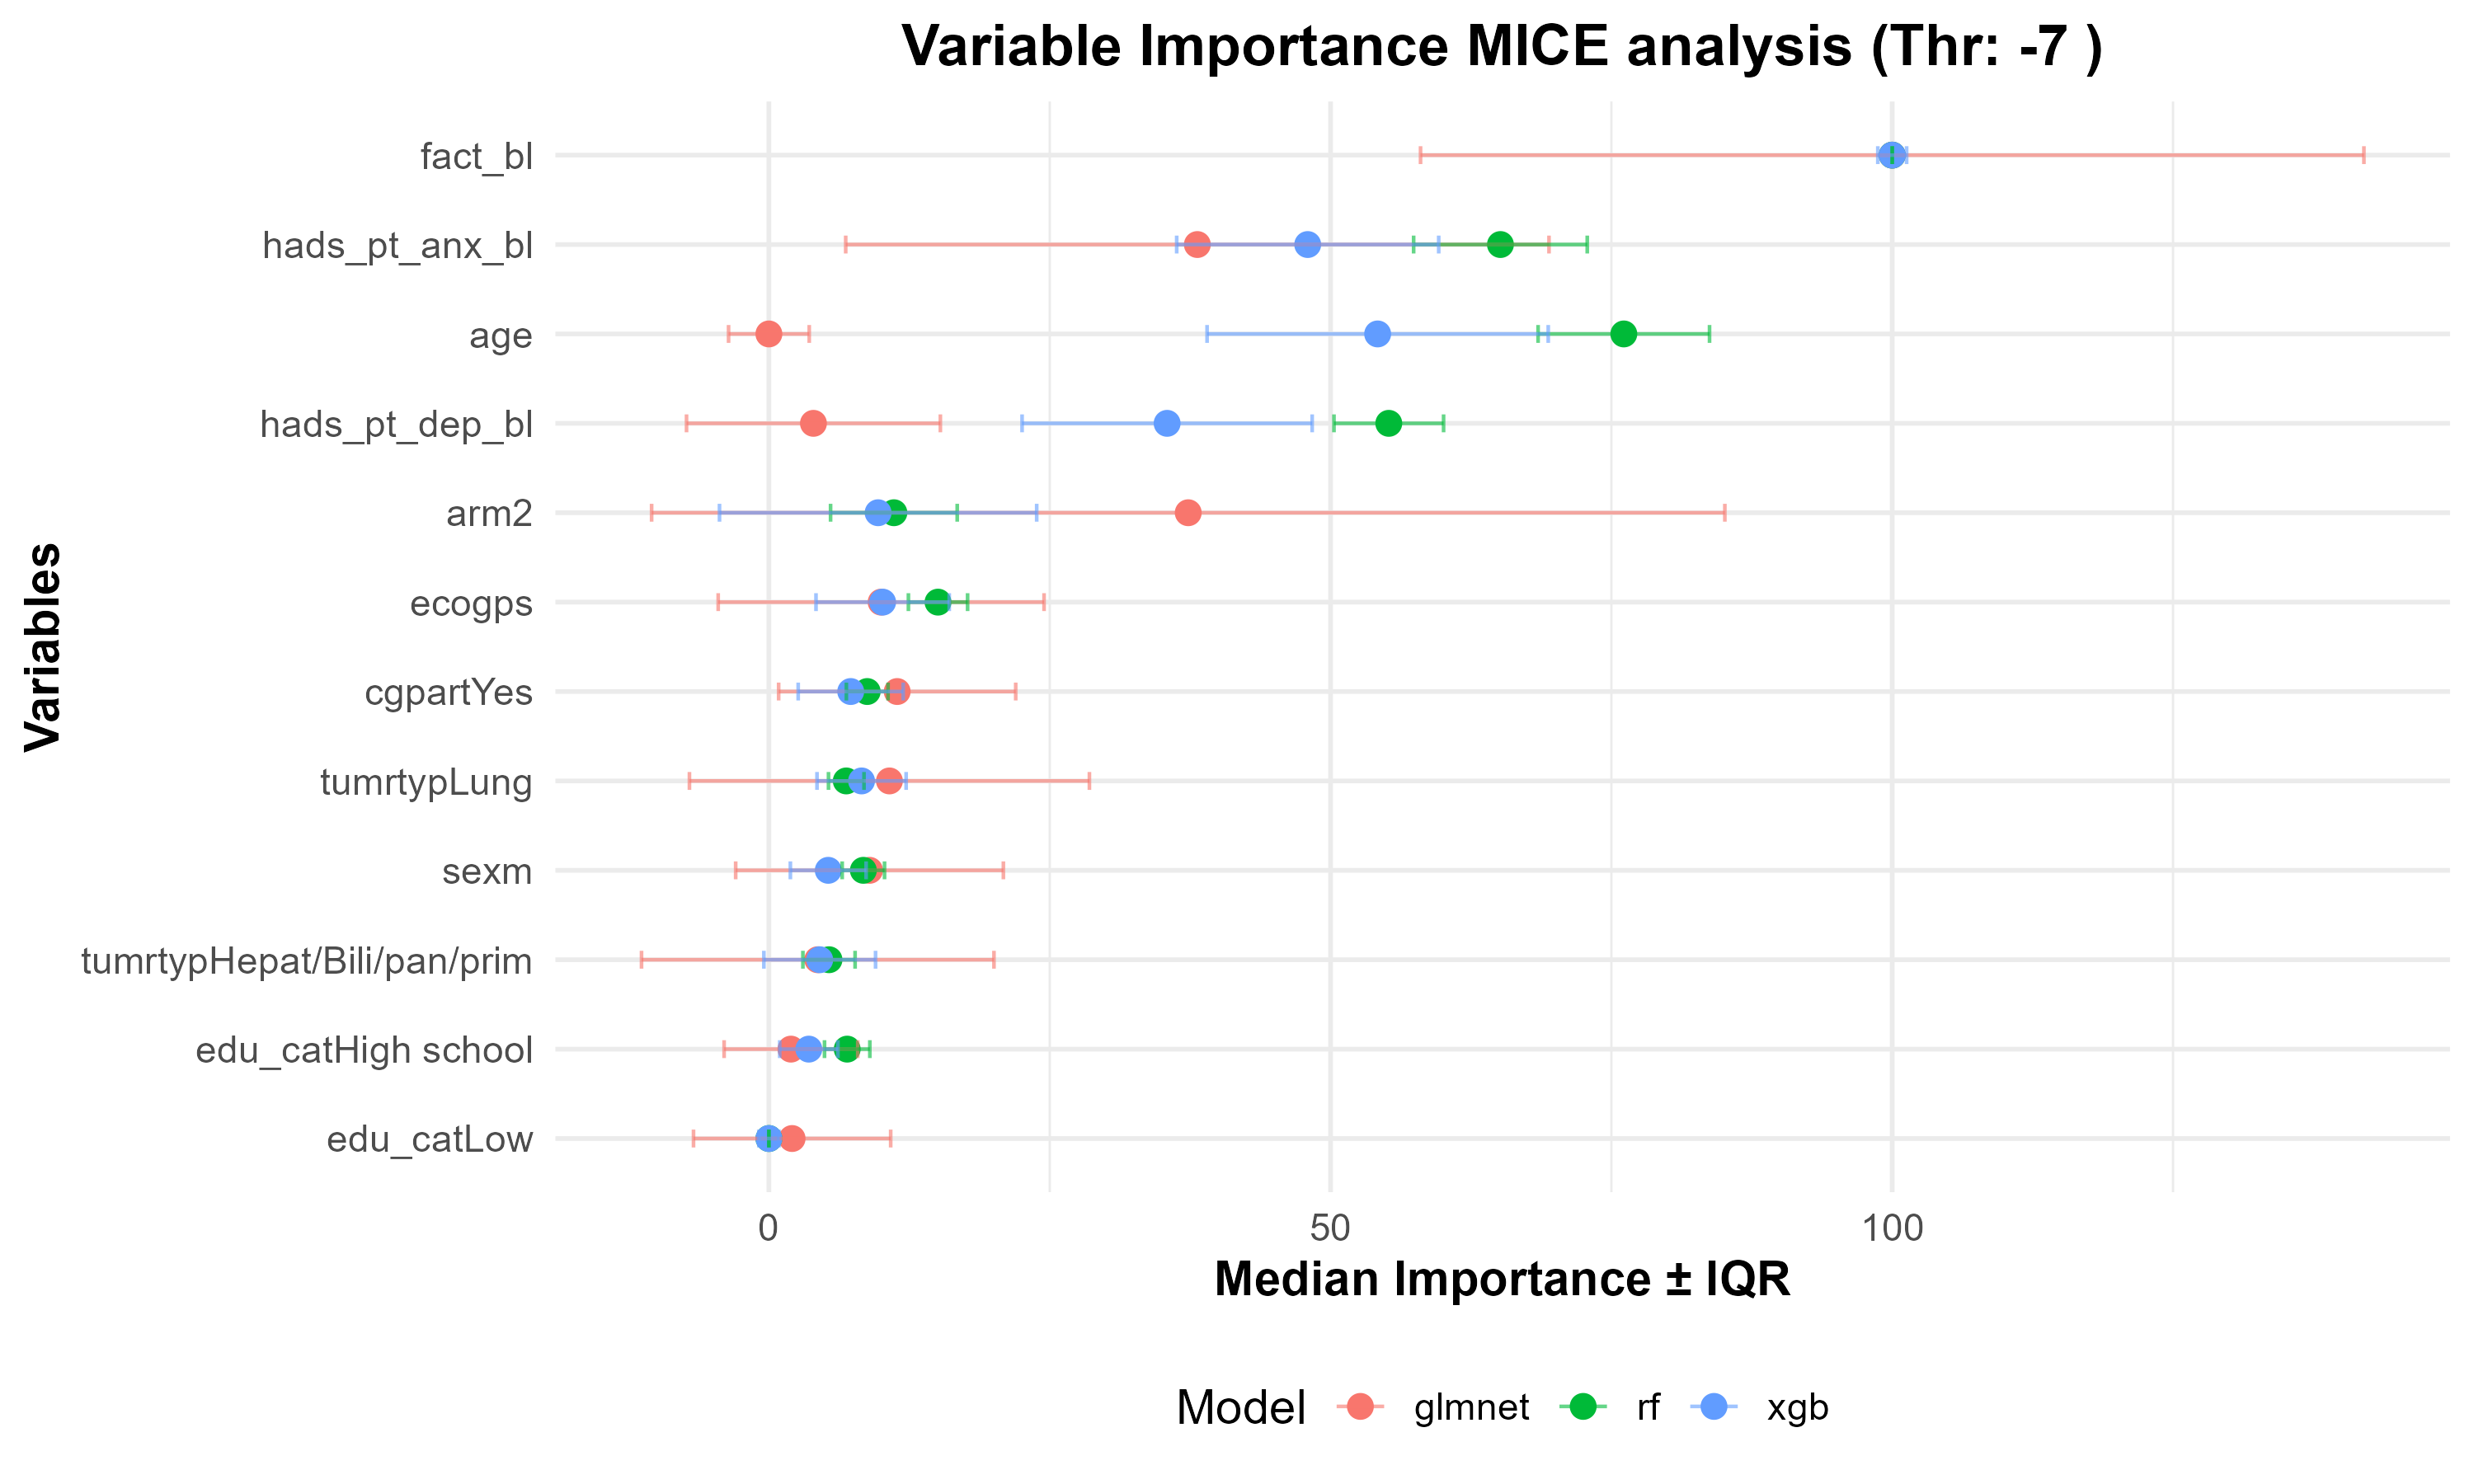 Variable Importance MICE analysis (Thr: -7 )
fact_bl
hads_pt_anx_bl
age
hads_pt_dep_bl
arm2
ecogps
cgpartYes
tumrtypLung
sexm
tumrtypHepat/Bili/pan/prim
edu_catHigh school
edu_catLow
Variables
0 50 100
Median Importance ± IQR
Model glmnet rf xgb